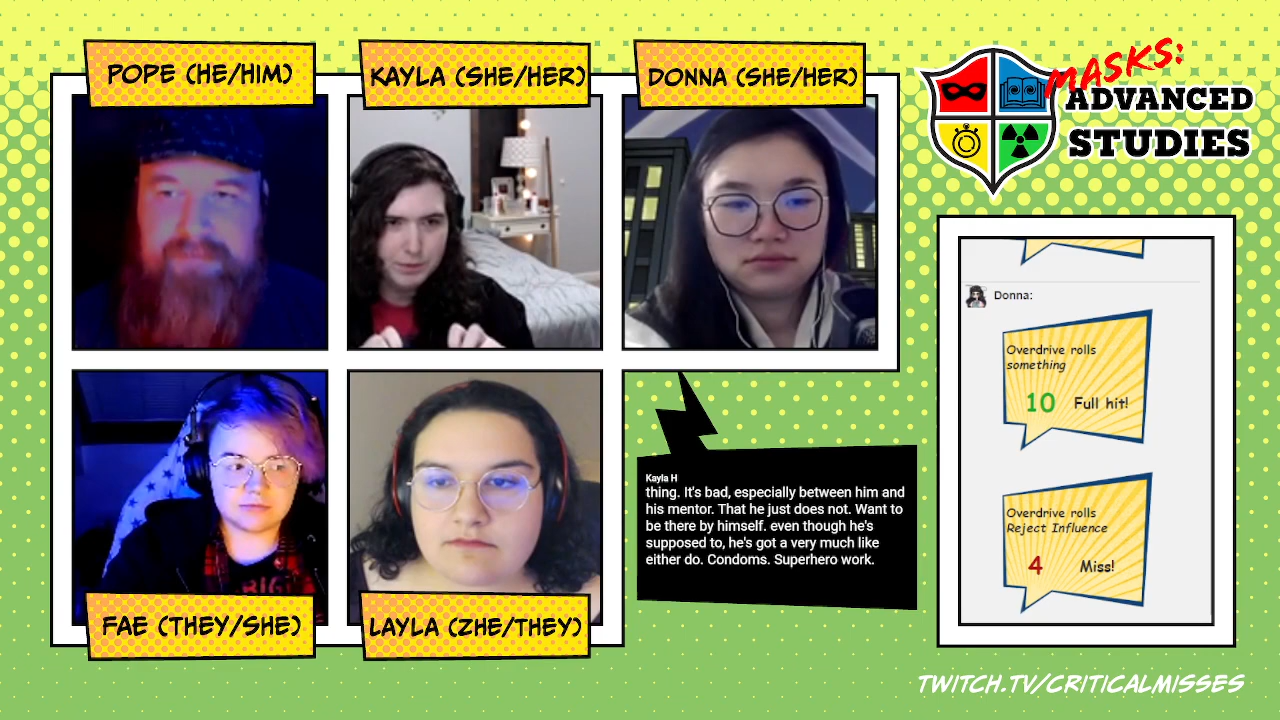 POPE (HE/HIM)
KAYLA (SHE/HER)
DONNA (SHE/HER)
MASKS:
ADVANCED
STUDIES
Donna:
Overdrive rolls
something
10 Full hit!
Overdrive rolls
Reject Influence
4 Miss!
Kayla H
thing. It's bad, especially between him and
his mentor. That he just does not. Want to
be there by himself. even though he's
supposed to, he's got a very much like
either do. Condoms. Superhero work.
BIG
FAE (THEY/SHE)
LAYLA (ZHE/THEY)
TWITCH.TV/CRITICALMISSES